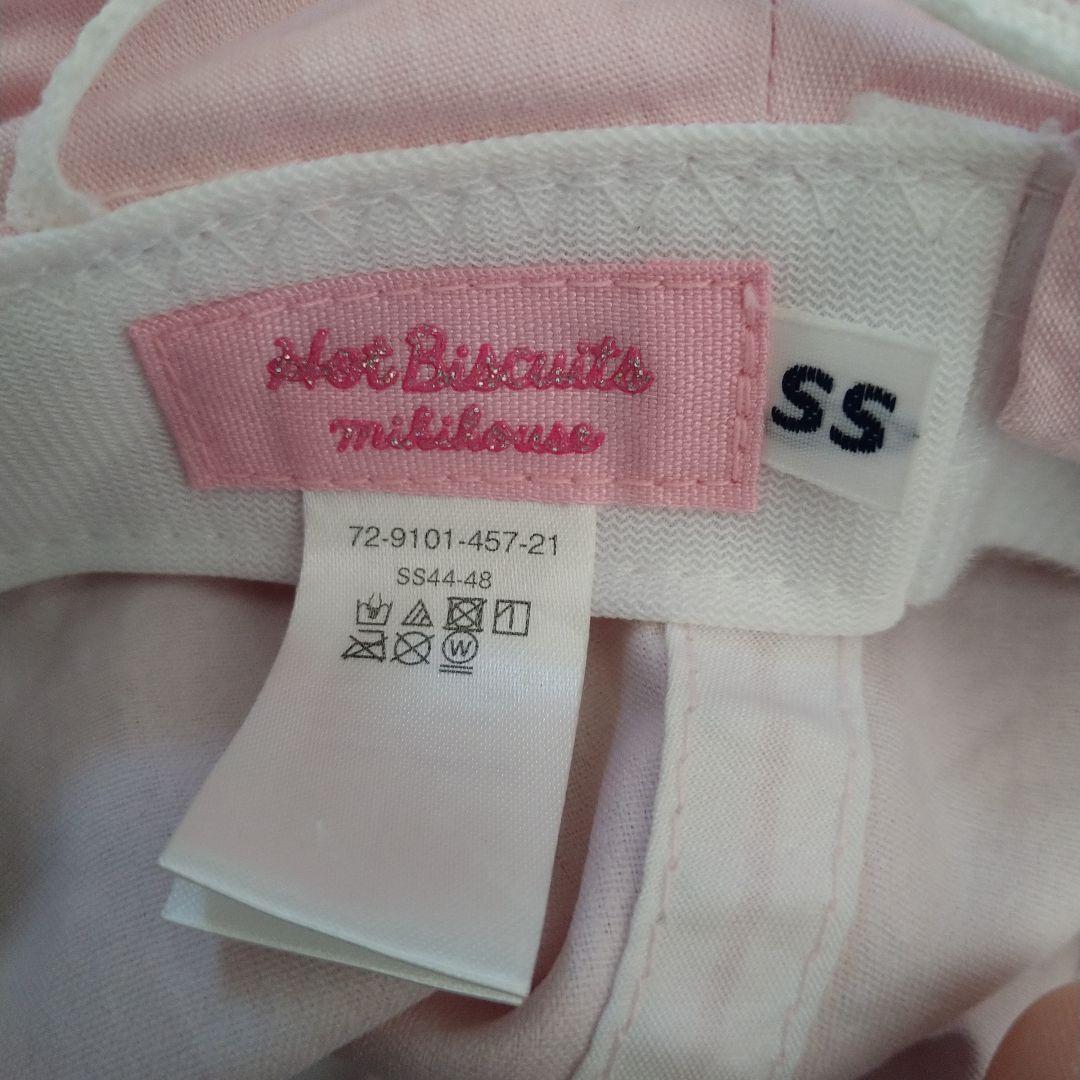 Hot Biscuits
mikihouse
SS
72-9101-457-21
SS44-48
W